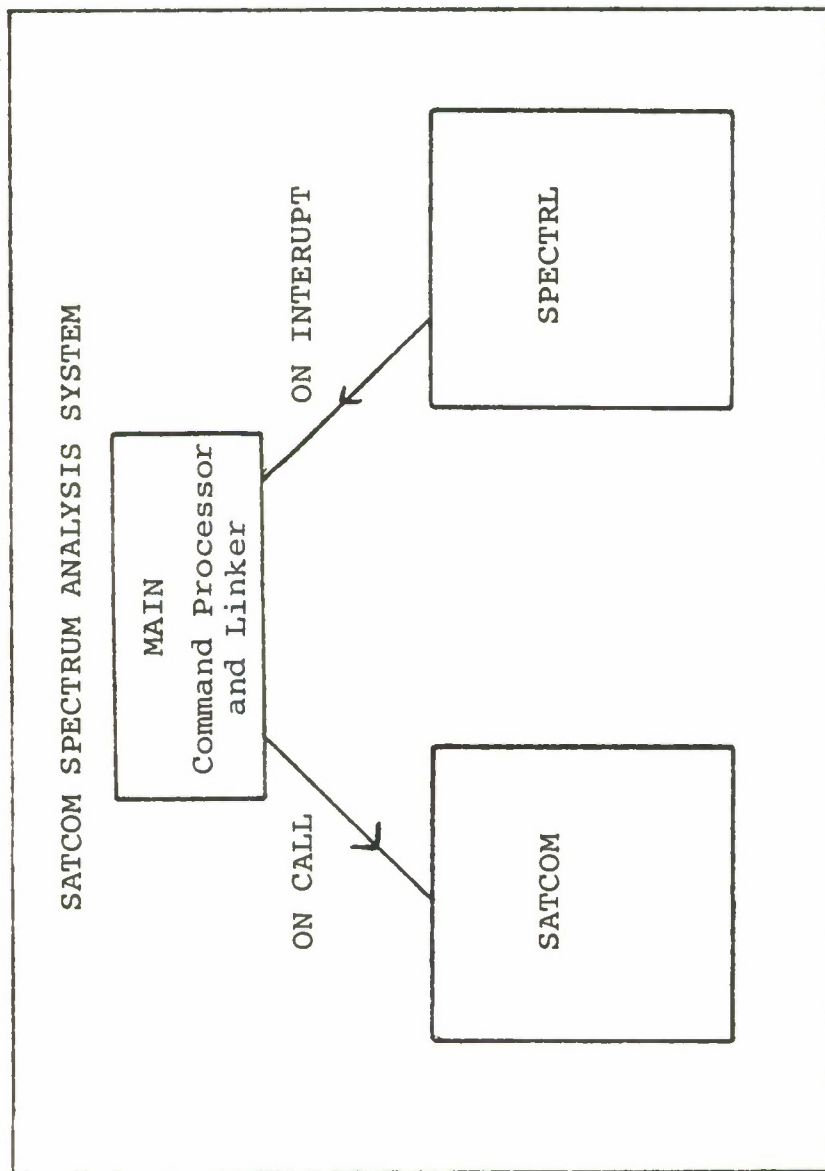 SATCOM SPECTRUM ANALYSIS SYSTEM
MAIN
Command Processor
and Linker
ON CALL
ON INTERUPT
SATCOM
SPECTRL